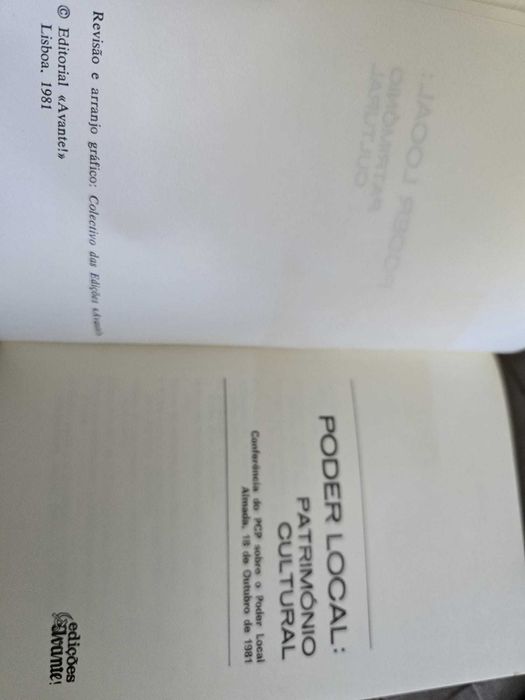 Revisão e arranjo gráfico: Colectivo das Edições «Avante!»
© Editorial «Avante!»
Lisboa, 1981
PODER LOCAL:
PATRIMÓNIO
CULTURAL
Conferência do PCP sobre o Poder Local
Almada, 18 de Outubro de 1981
edições
Avante!